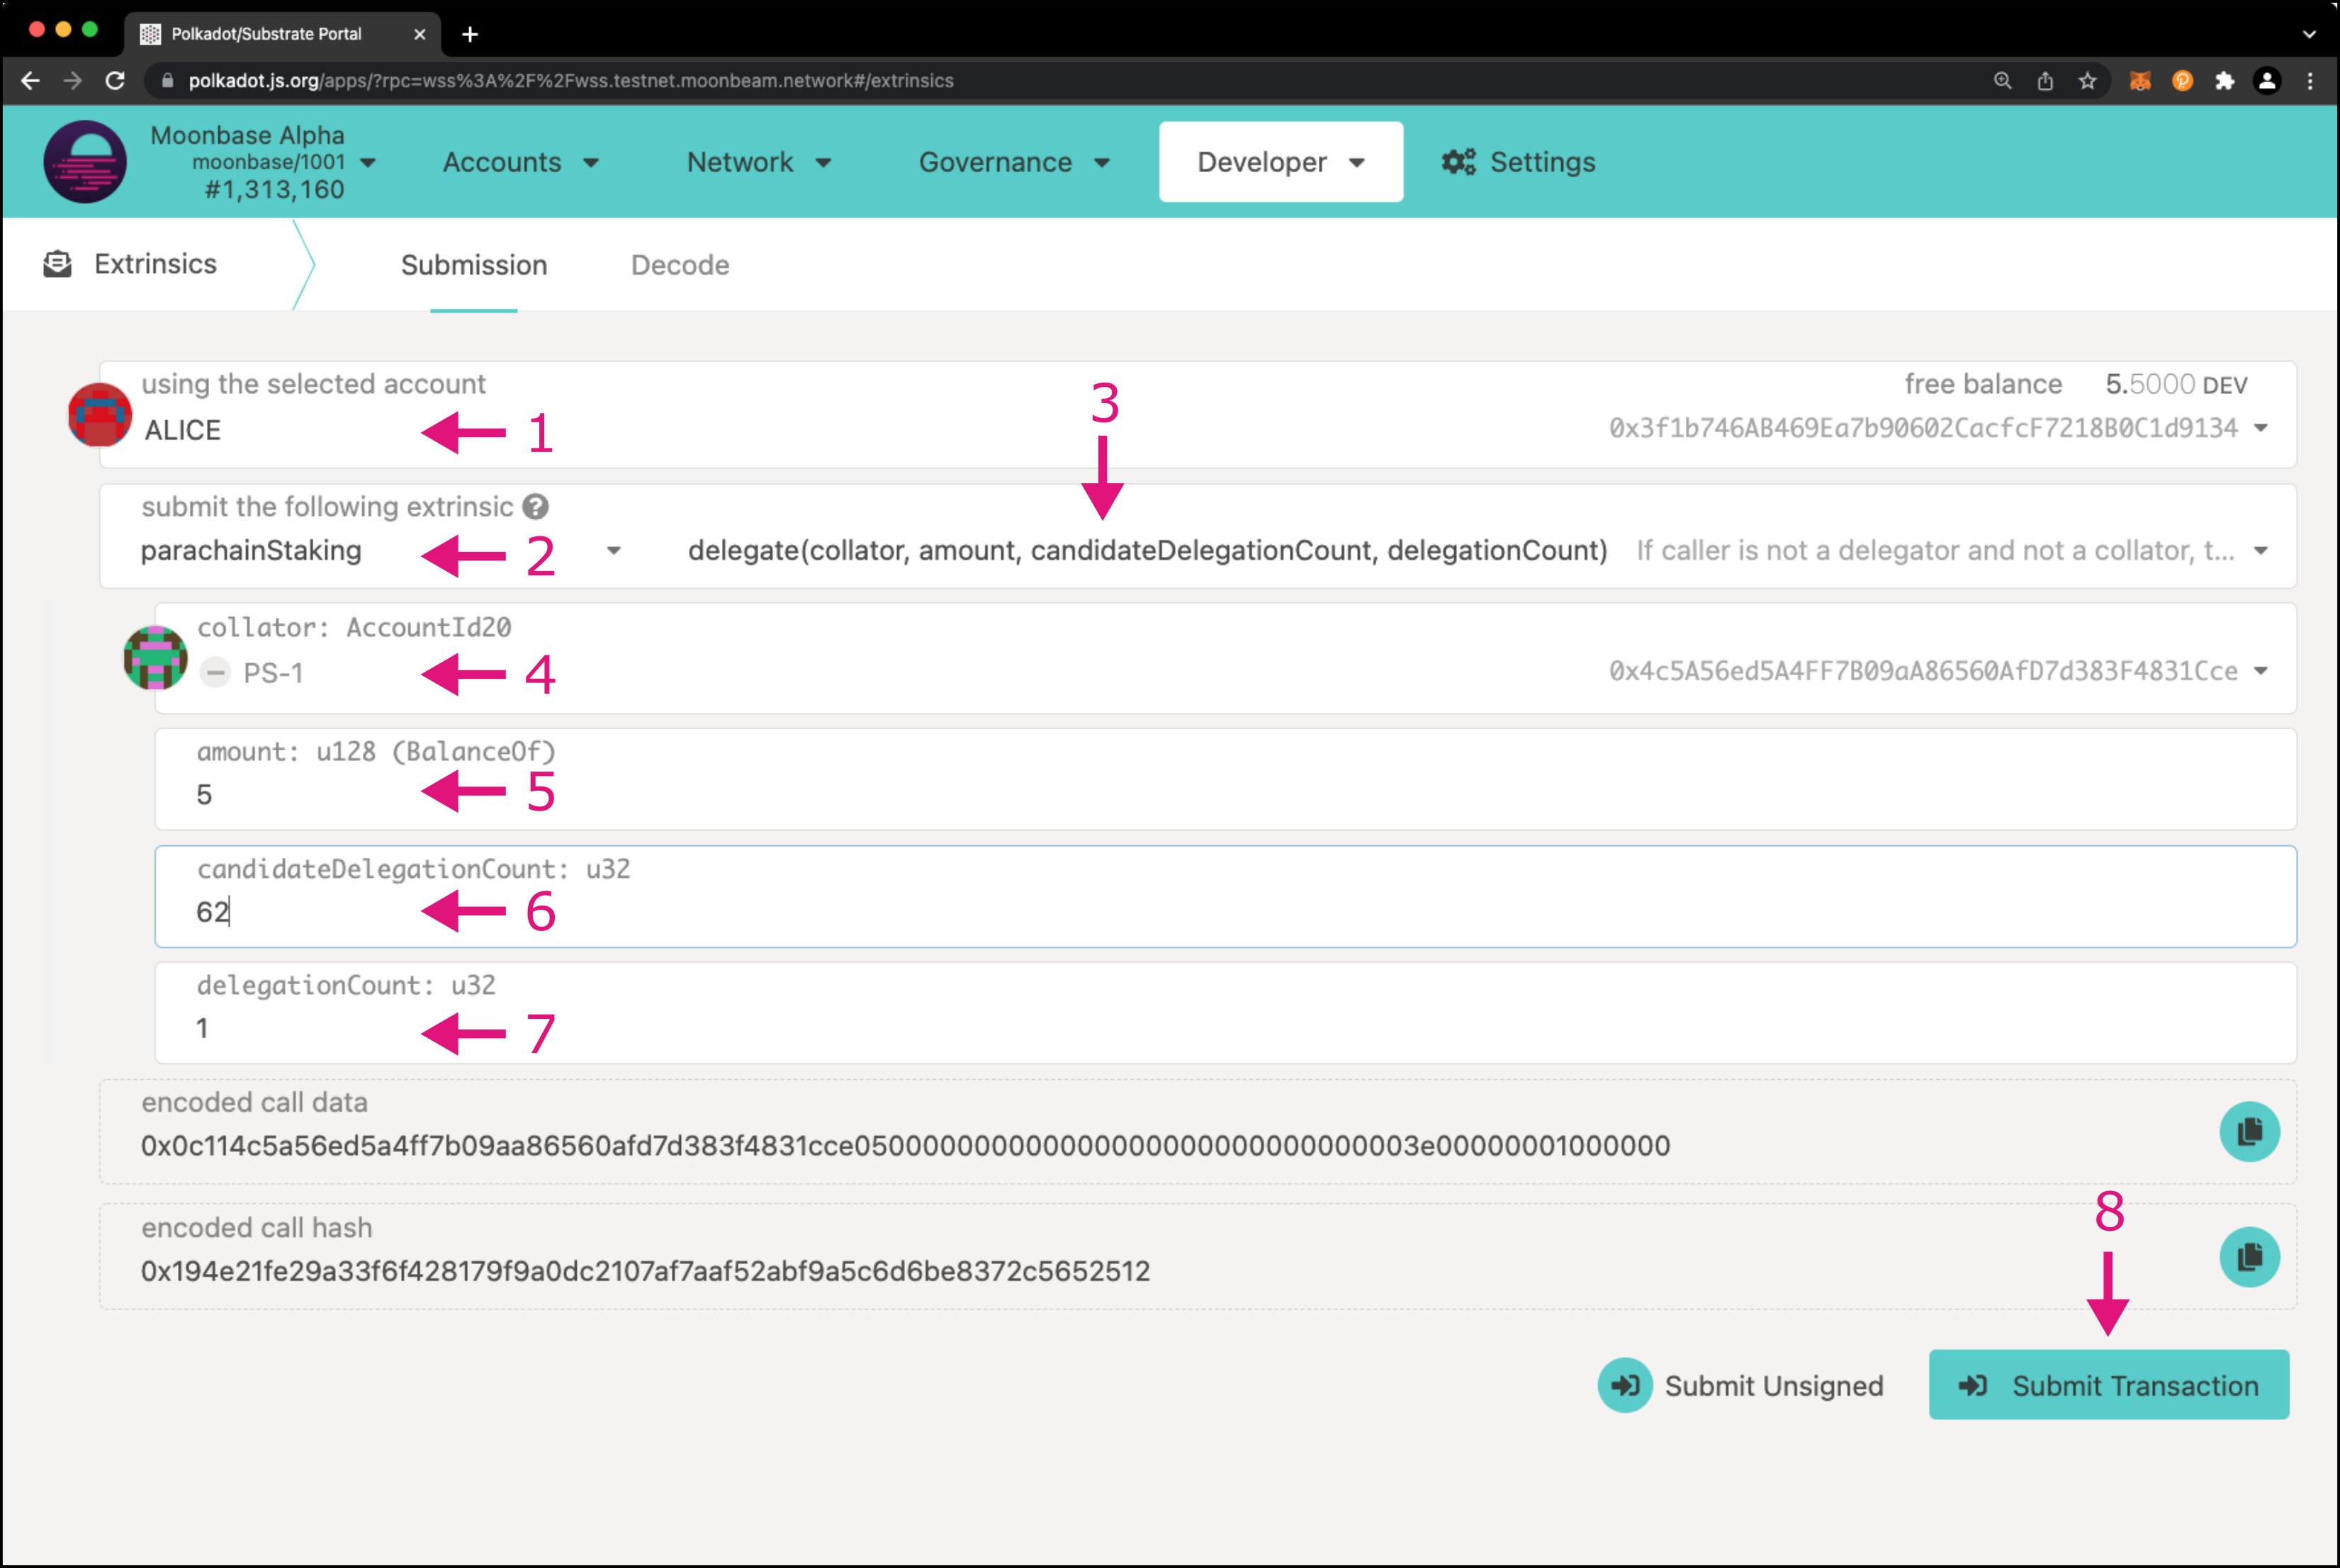 Polkadot/Substrate Portal
polkadot.js.org/apps/?rpc=wss%3A%2F%2Fwss.testnet.moonbeam.network#/extrinsics
Moonbase Alpha
moonbase/1001
#1,313,160
Accounts
Network
Governance
Developer
Settings
Extrinsics
Submission
Decode
using the selected account
free balance 5.5000 DEV
ALICE
1
0x3f1b746AB469Ea7b90602CacfcF7218B0C1d9134
3
submit the following extrinsic ?
parachainStaking
2
delegate(collator, amount, candidateDelegationCount, delegationCount)
If caller is not a delegator and not a collator, t...
collator: AccountId20
PS-1
4
0x4c5A56ed5A4FF7B09aA86560AfD7d383F4831Cce
amount: u128 (BalanceOf)
5
5
candidateDelegationCount: u32
62
6
delegationCount: u32
1
7
encoded call data
0x0c114c5a56ed5a4ff7b09aa86560afd7d383f4831cce050000000000000000000000000000003e00000001000000
encoded call hash
0x194e21fe29a33f6f428179f9a0dc2107af7aaf52abf9a5c6d6be8372c5652512
8
Submit Unsigned
Submit Transaction